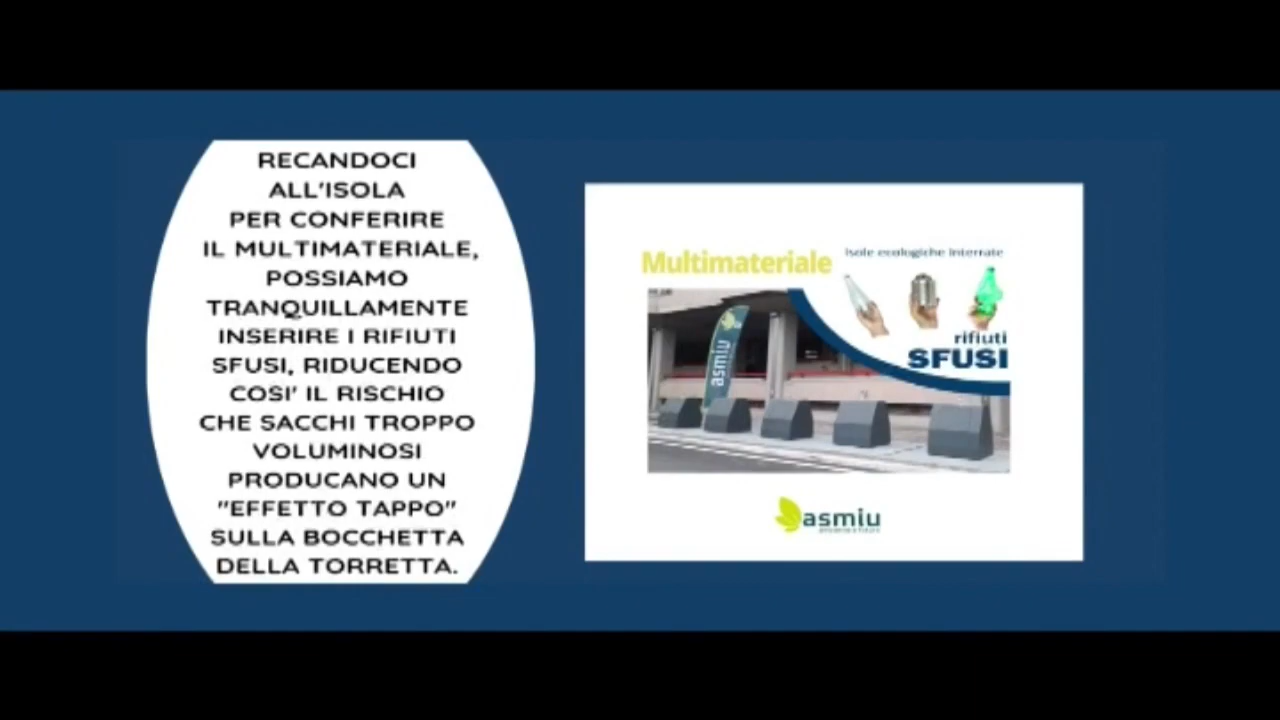 RECANDOCI
ALL'ISOLA
PER CONFERIRE
IL MULTIMATERIALE,
POSSIAMO
TRANQUILLAMENTE
INSERIRE I RIFIUTI
SFUSI, RIDUCENDO
COSI' IL RISCHIO
CHE SACCHI TROPPO
VOLUMINOSI
PRODUCANO UN
"EFFETTO TAPPO"
SULLA BOCCHETTA
DELLA TORRETTA.
Multimateriale
Isole ecologiche interrate
rifiuti
SFUSI
asmiu
asmiu